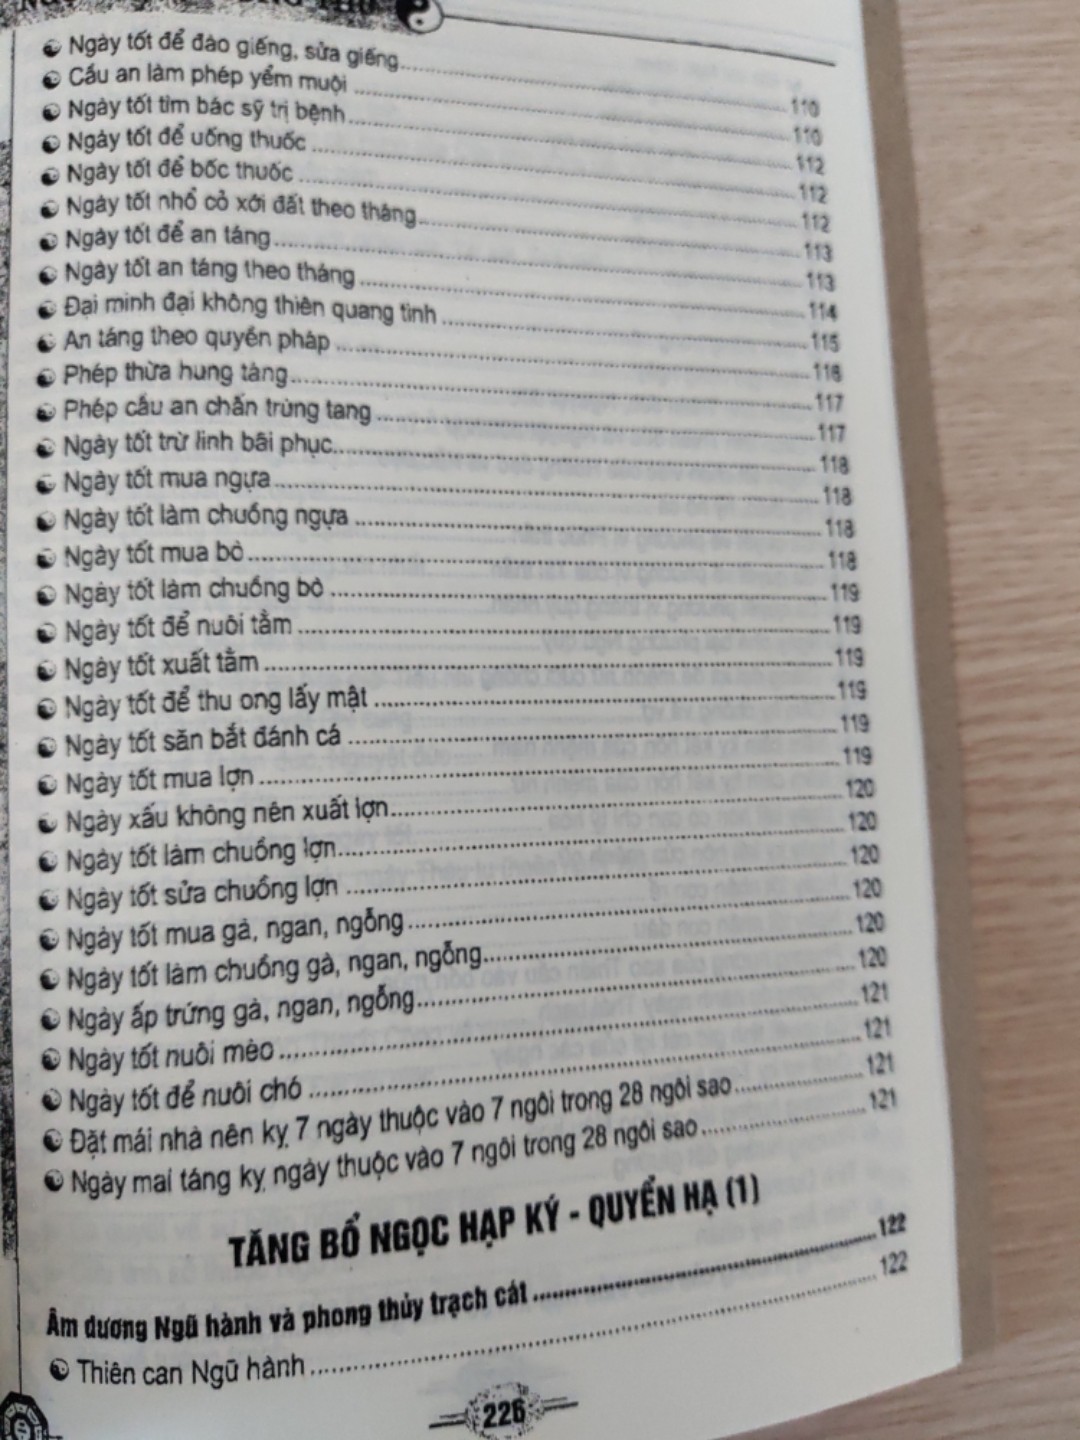 Ngày tốt để đào giếng, sửa giếng 110
Cầu an làm phép yểm muội 110
Ngày tốt tìm bác sỹ trị bệnh 112
Ngày tốt để uống thuốc 112
Ngày tốt để bốc thuốc 112
Ngày tốt nhổ cỏ xới đất theo tháng 113
Ngày tốt để an táng 113
Ngày tốt an táng theo tháng 114
Đại minh đại không thiên quang tinh 115
An táng theo quyền pháp 116
Phép thừa hung táng 117
Phép cầu an chấn trùng tang 117
Ngày tốt trừ linh bãi phục 118
Ngày tốt mua ngựa 118
Ngày tốt làm chuồng ngựa 118
Ngày tốt mua bò 118
Ngày tốt làm chuồng bò 119
Ngày tốt để nuôi tằm 119
Ngày tốt xuất tằm 119
Ngày tốt để thu ong lấy mật 119
Ngày tốt săn bắt đánh cá 119
Ngày tốt mua lợn 119
Ngày xấu không nên xuất lợn 120
Ngày tốt làm chuồng lợn 120
Ngày tốt sửa chuồng lợn 120
Ngày tốt mua gà, ngan, ngỗng 120
Ngày tốt làm chuồng gà, ngan, ngỗng 120
Ngày ấp trứng gà, ngan, ngỗng 120
Ngày tốt nuôi mèo 121
Ngày tốt để nuôi chó 121
Đặt mái nhà nên kỵ 7 ngày thuộc vào 7 ngôi trong 28 ngôi sao 121
Ngày mai táng kỵ ngày thuộc vào 7 ngôi trong 28 ngôi sao 121
TĂNG BỔ NGỌC HẠP KÝ - QUYỂN HẠ (1)
Âm dương Ngũ hành và phong thủy trạch cát 122
Thiên can Ngũ hành 122
226